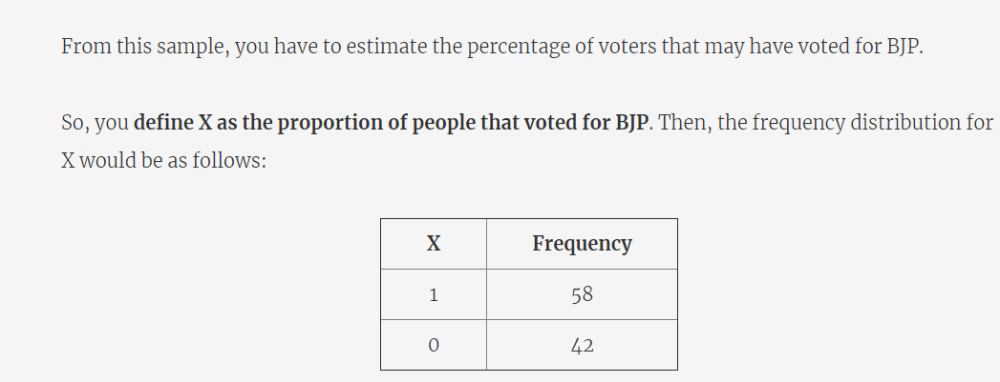 From this sample, you have to estimate the percentage of voters that may have voted for BJP.
So, you define X as the proportion of people that voted for BJP. Then, the frequency distribution for
X would be as follows:
X Frequency
1 58
0 42